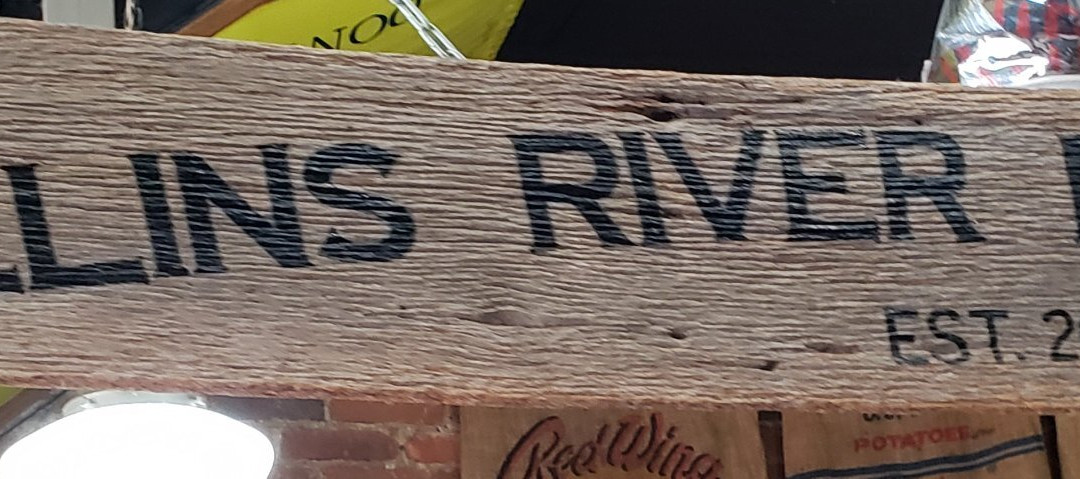 LLINS RIVER
EST. 2
Red Wing
POTATOES